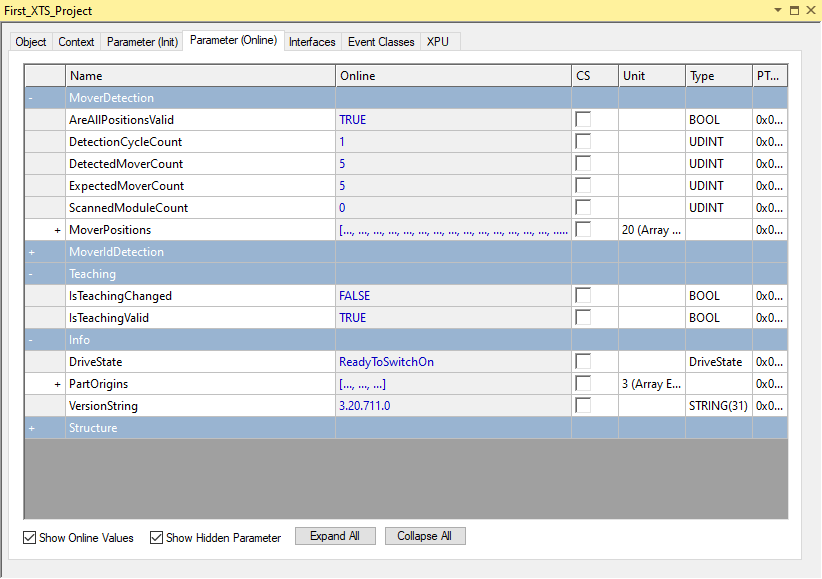 First_XTS_Project
Object Context Parameter (Init) Parameter (Online) Interfaces Event Classes XPU
Name Online CS Unit Type PT...
- MoverDetection
AreAllPositionsValid TRUE BOOL 0x0...
DetectionCycleCount 1 UDINT 0x0...
DetectedMoverCount 5 UDINT 0x0...
ExpectedMoverCount 5 UDINT 0x0...
ScannedModuleCount 0 UDINT 0x0...
+ MoverPositions [..., ..., ..., ..., ..., ..., ..., ..., ..., ..., ..., ..., ..., ..., ..... 20 (Array ... 0x0...
+ MoverIdDetection
- Teaching
IsTeachingChanged FALSE BOOL 0x0...
IsTeachingValid TRUE BOOL 0x0...
- Info
DriveState ReadyToSwitchOn DriveState 0x0...
+ PartOrigins [..., ..., ...] 3 (Array E... 0x0...
VersionString 3.20.711.0 STRING(31) 0x0...
+ Structure
Show Online Values Show Hidden Parameter Expand All Collapse All